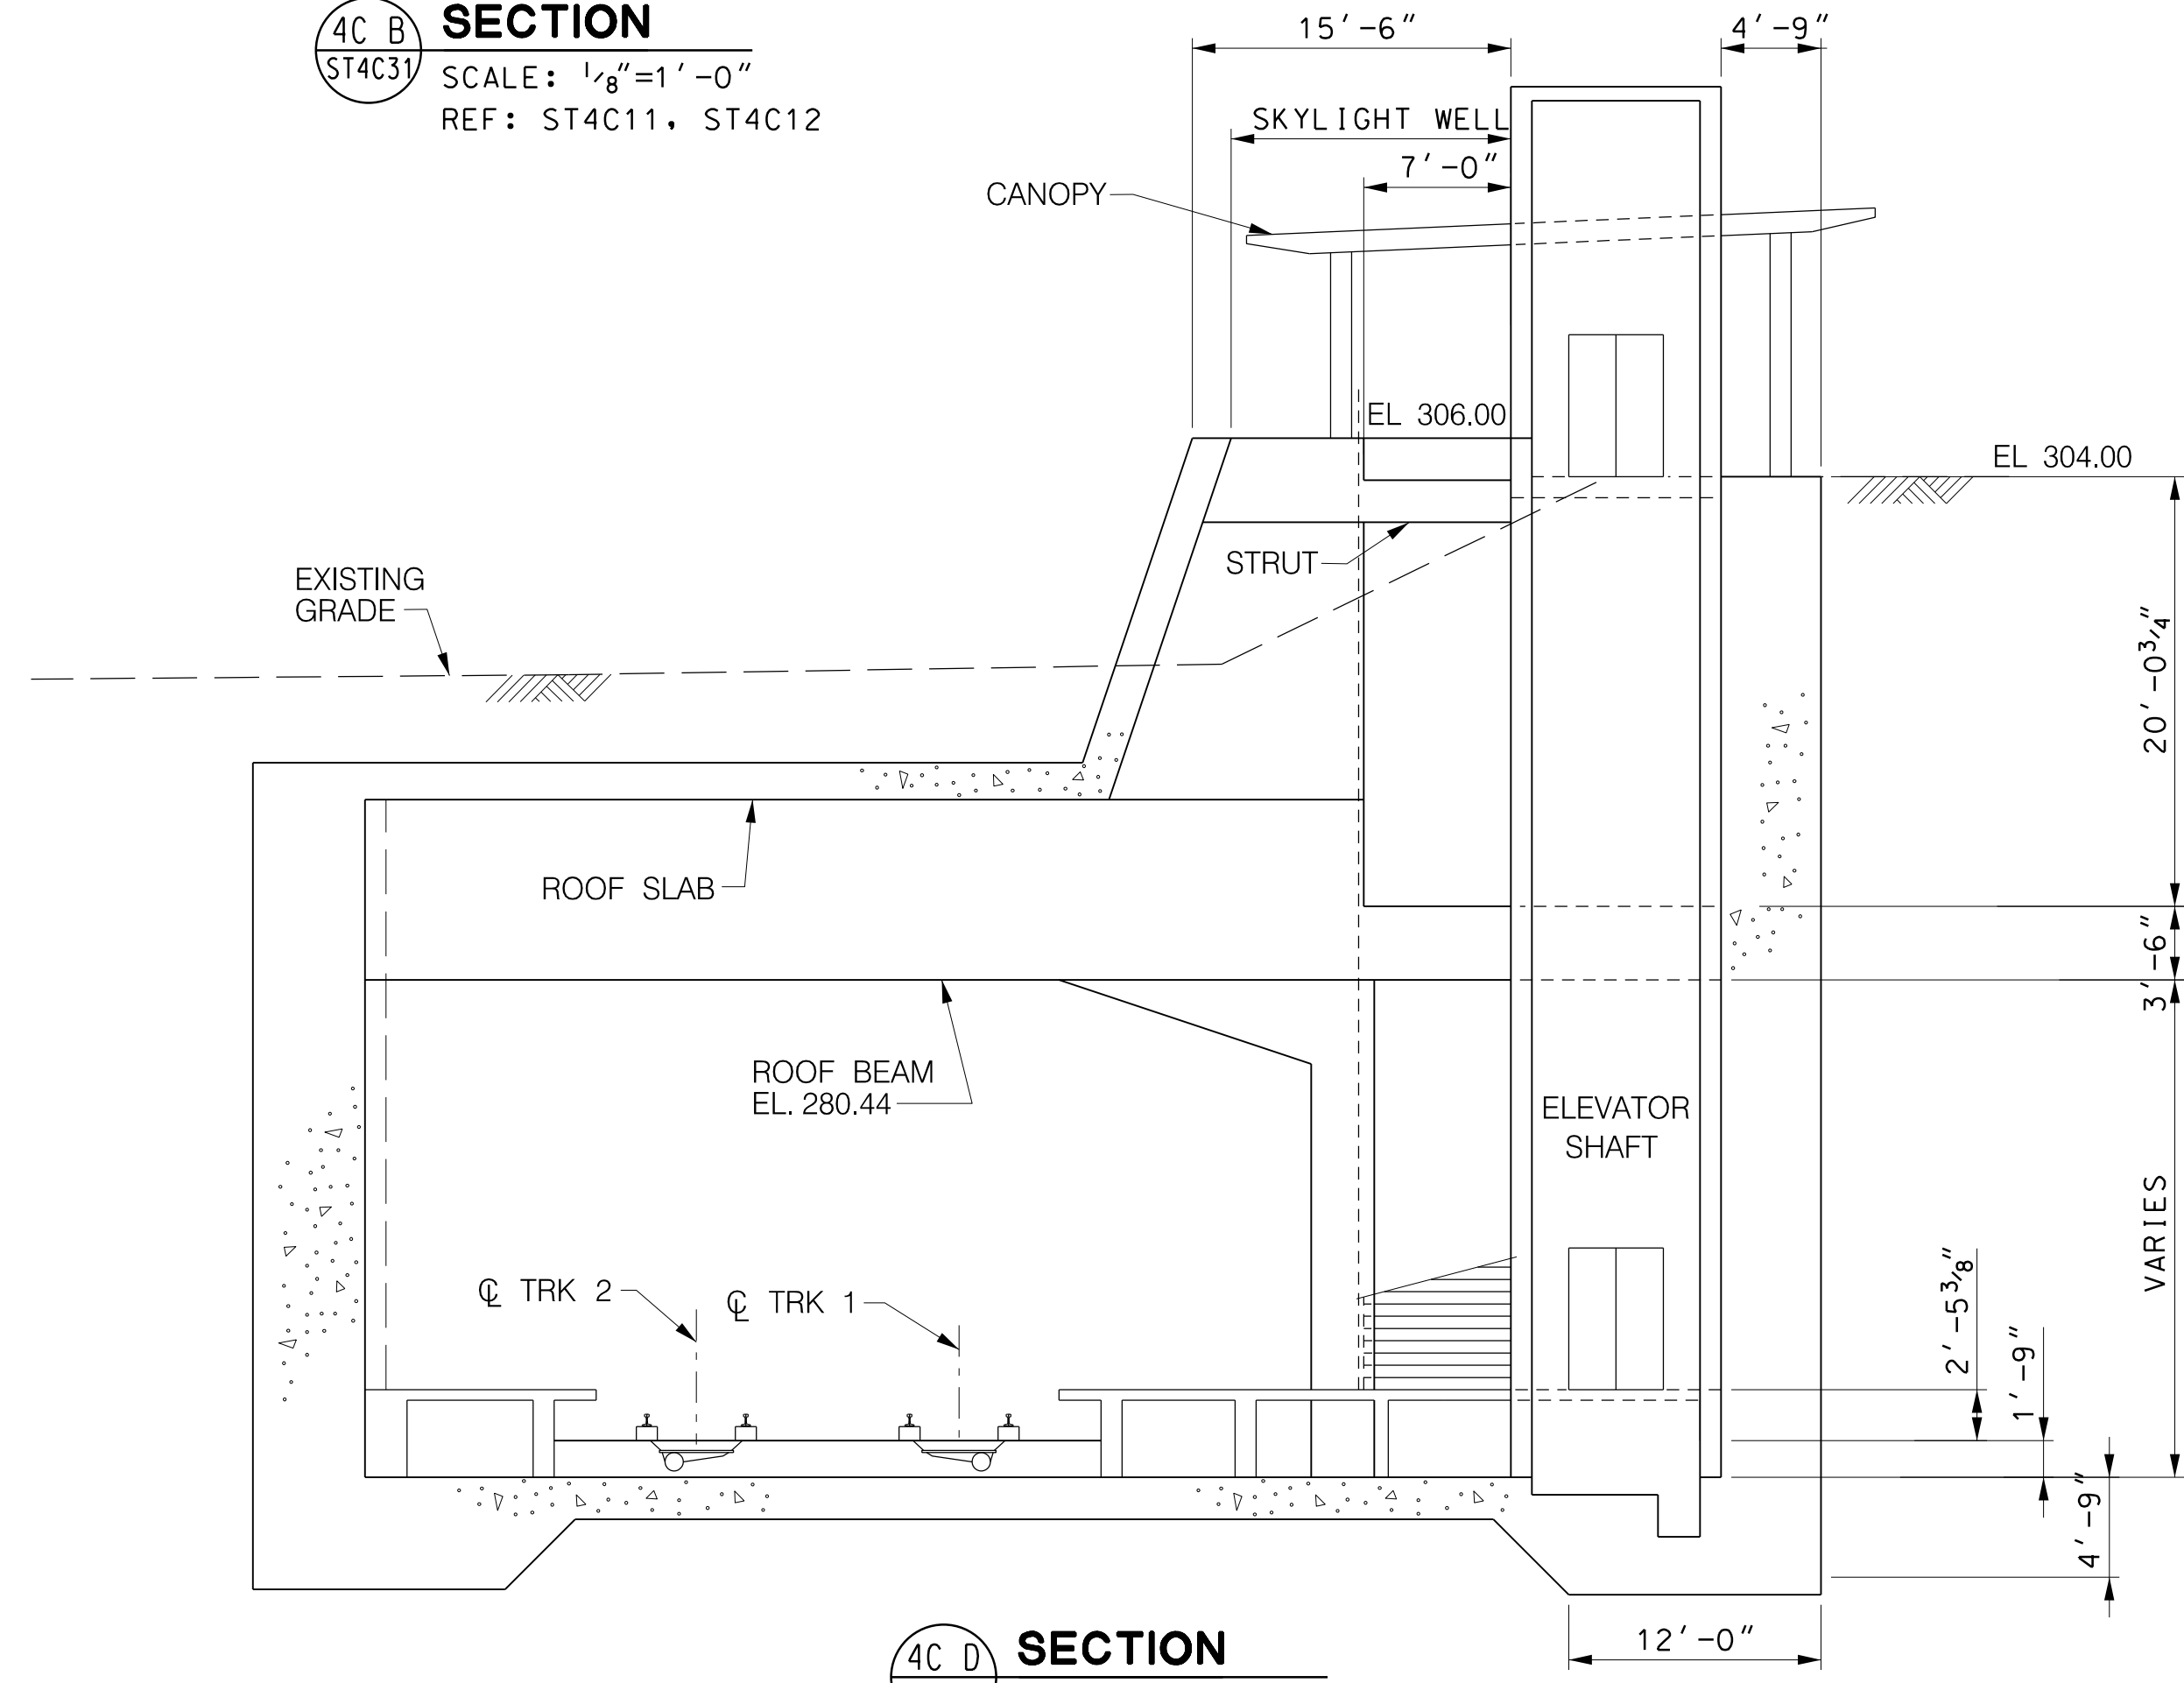 4C B
ST4C31
SECTION
SCALE: 1/8"=1'-0"
REF: ST4C11, ST4C12
15'-6"
4'-9"
SKYLIGHT WELL
7'-0"
CANOPY
EL 306.00
EL 304.00
STRUT
EXISTING
GRADE
20'-0 3/4"
3'-6"
ROOF SLAB
ROOF BEAM
EL. 280.44
ELEVATOR
SHAFT
VARIES
℄ TRK 2
℄ TRK 1
2'-5 3/8"
1'-9"
4'-9"
12'-0"
4C D
SECTION